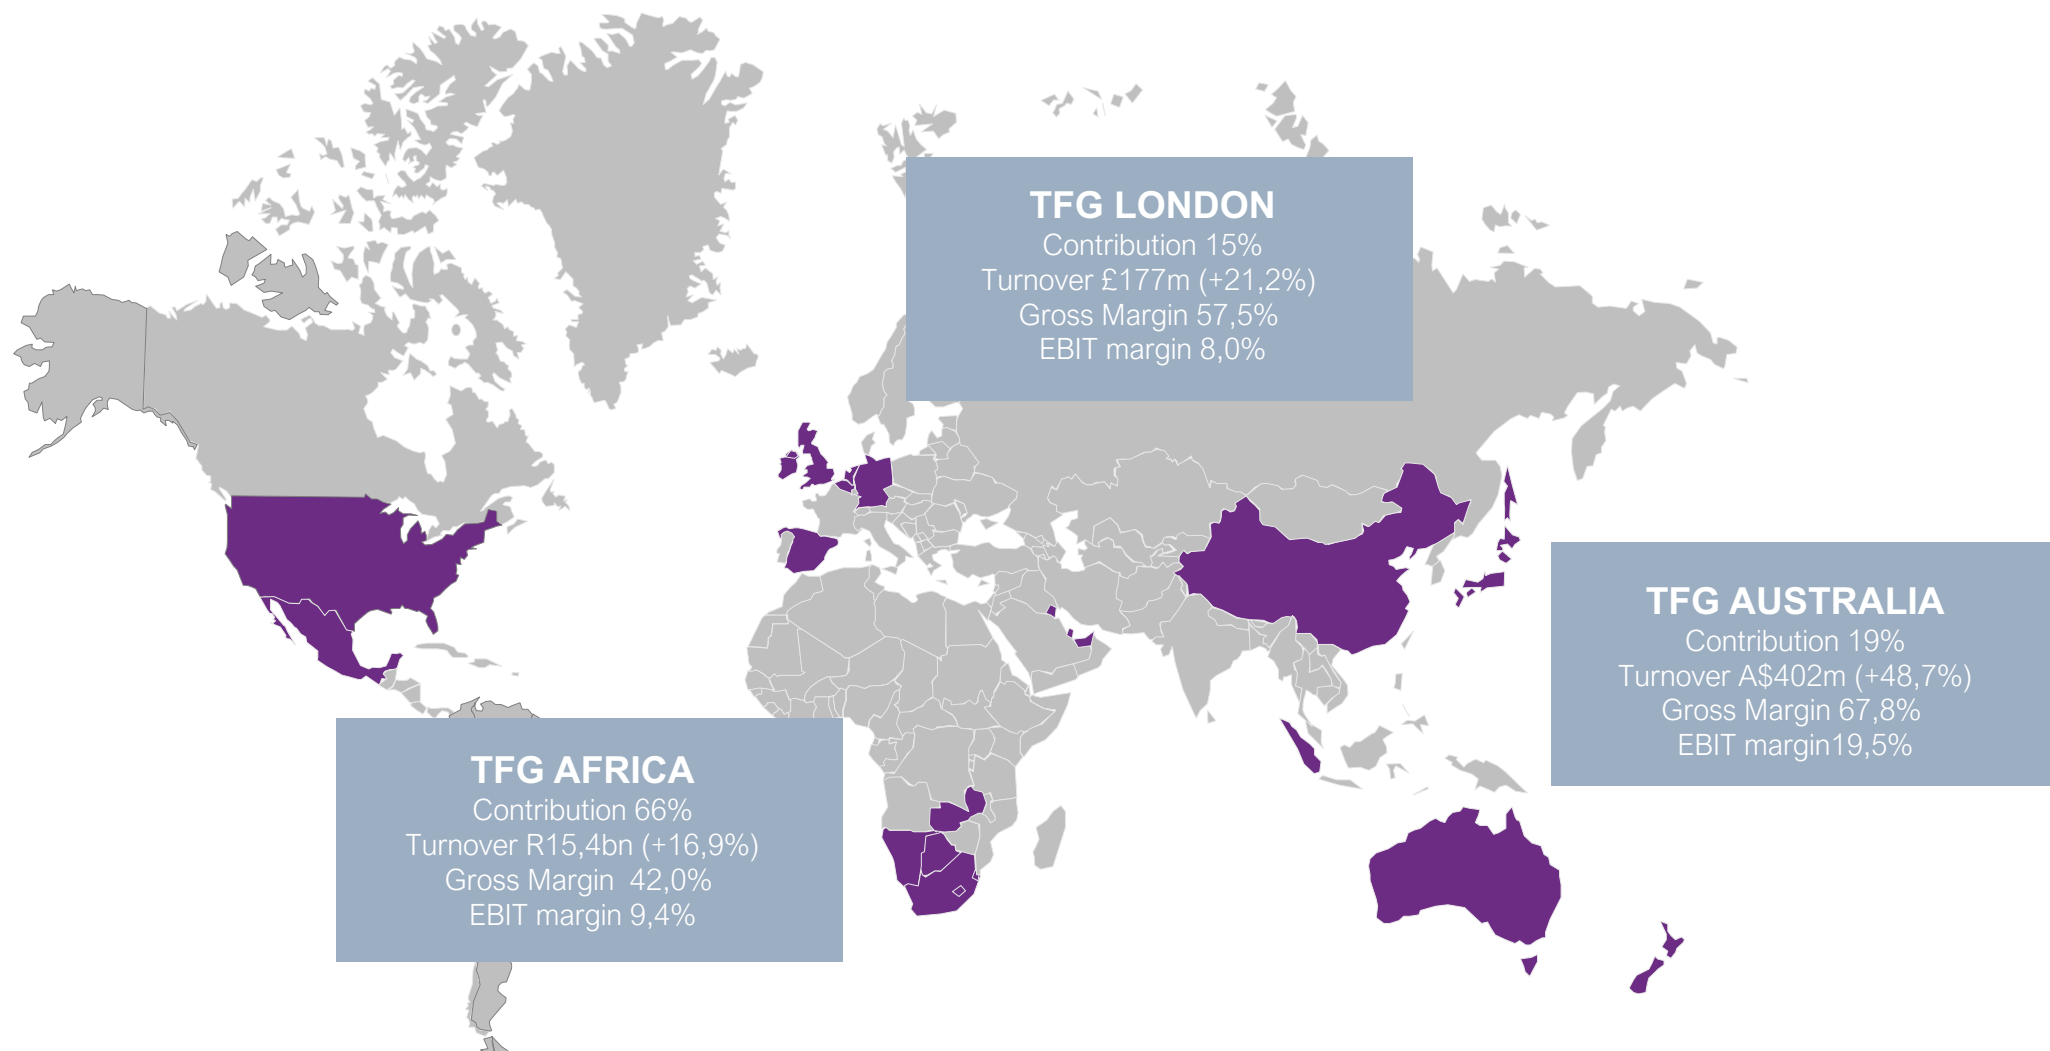 TFG LONDON
Contribution 15%
Turnover £177m (+21,2%)
Gross Margin 57,5%
EBIT margin 8,0%
TFG AUSTRALIA
Contribution 19%
Turnover A$402m (+48,7%)
Gross Margin 67,8%
EBIT margin19,5%
TFG AFRICA
Contribution 66%
Turnover R15,4bn (+16,9%)
Gross Margin  42,0%
EBIT margin 9,4%